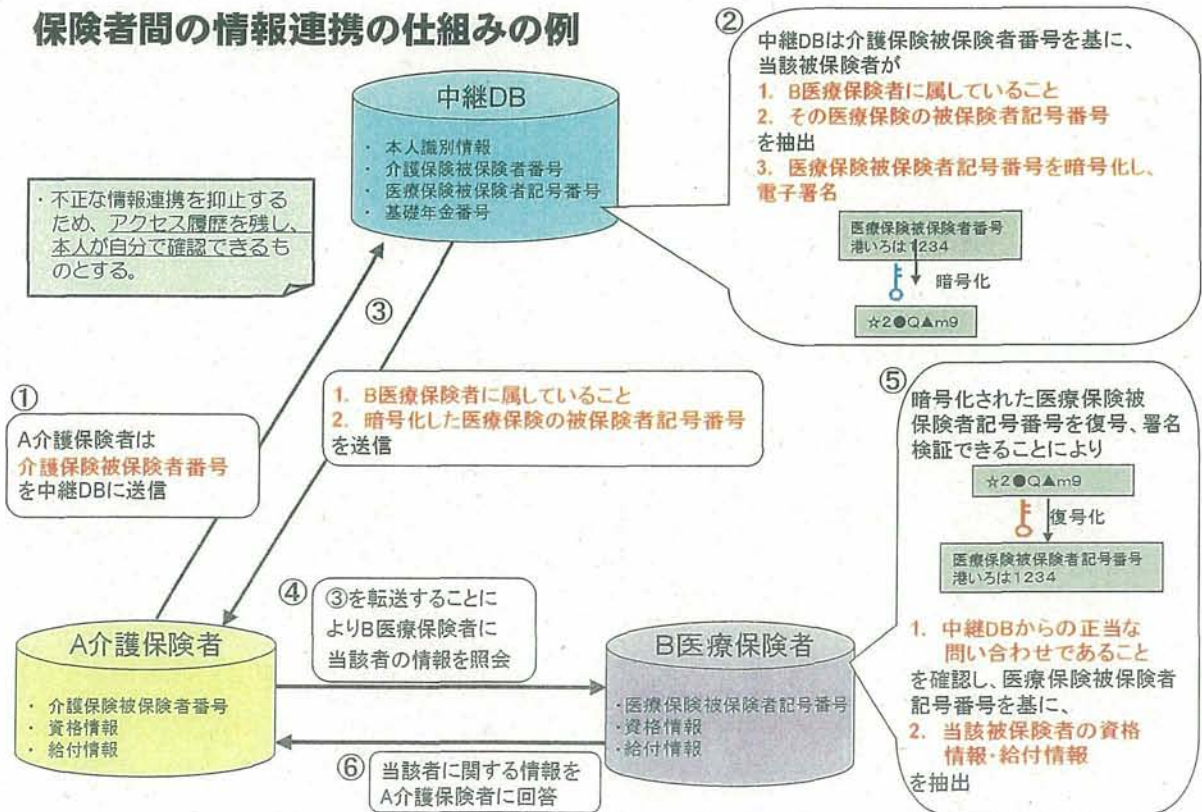 保険者間の情報連携の仕組みの例
中継DB
・ 本人識別情報
・ 介護保険被保険者番号
・ 医療保険被保険者記号番号
・ 基礎年金番号
・不正な情報連携を抑止する
ため、アクセス履歴を残し、
本人が自分で確認できるも
のとする。
①
A介護保険者は
介護保険被保険者番号
を中継DBに送信
②
中継DBは介護保険被保険者番号を基に、
当該被保険者が
1. B医療保険者に属していること
2. その医療保険の被保険者記号番号
を抽出
3. 医療保険被保険者記号番号を暗号化し、
電子署名
医療保険被保険者番号
港いろは1234
暗号化
☆2●Q▲m9
③
1. B医療保険者に属していること
2. 暗号化した医療保険の被保険者記号番号
を送信
④
③を転送することに
よりB医療保険者に
当該者の情報を照会
A介護保険者
・ 介護保険被保険者番号
・ 資格情報
・ 給付情報
B医療保険者
・医療保険被保険者記号番号
・資格情報
・給付情報
⑤
暗号化された医療保険被
保険者記号番号を復号、署名
検証できることにより
☆2●Q▲m9
復号化
医療保険被保険者記号番号
港いろは1234
1. 中継DBからの正当な
問い合わせであること
を確認し、医療保険被保険者
記号番号を基に、
2. 当該被保険者の資格
情報・給付情報
を抽出
⑥
当該者に関する情報を
A介護保険者に回答